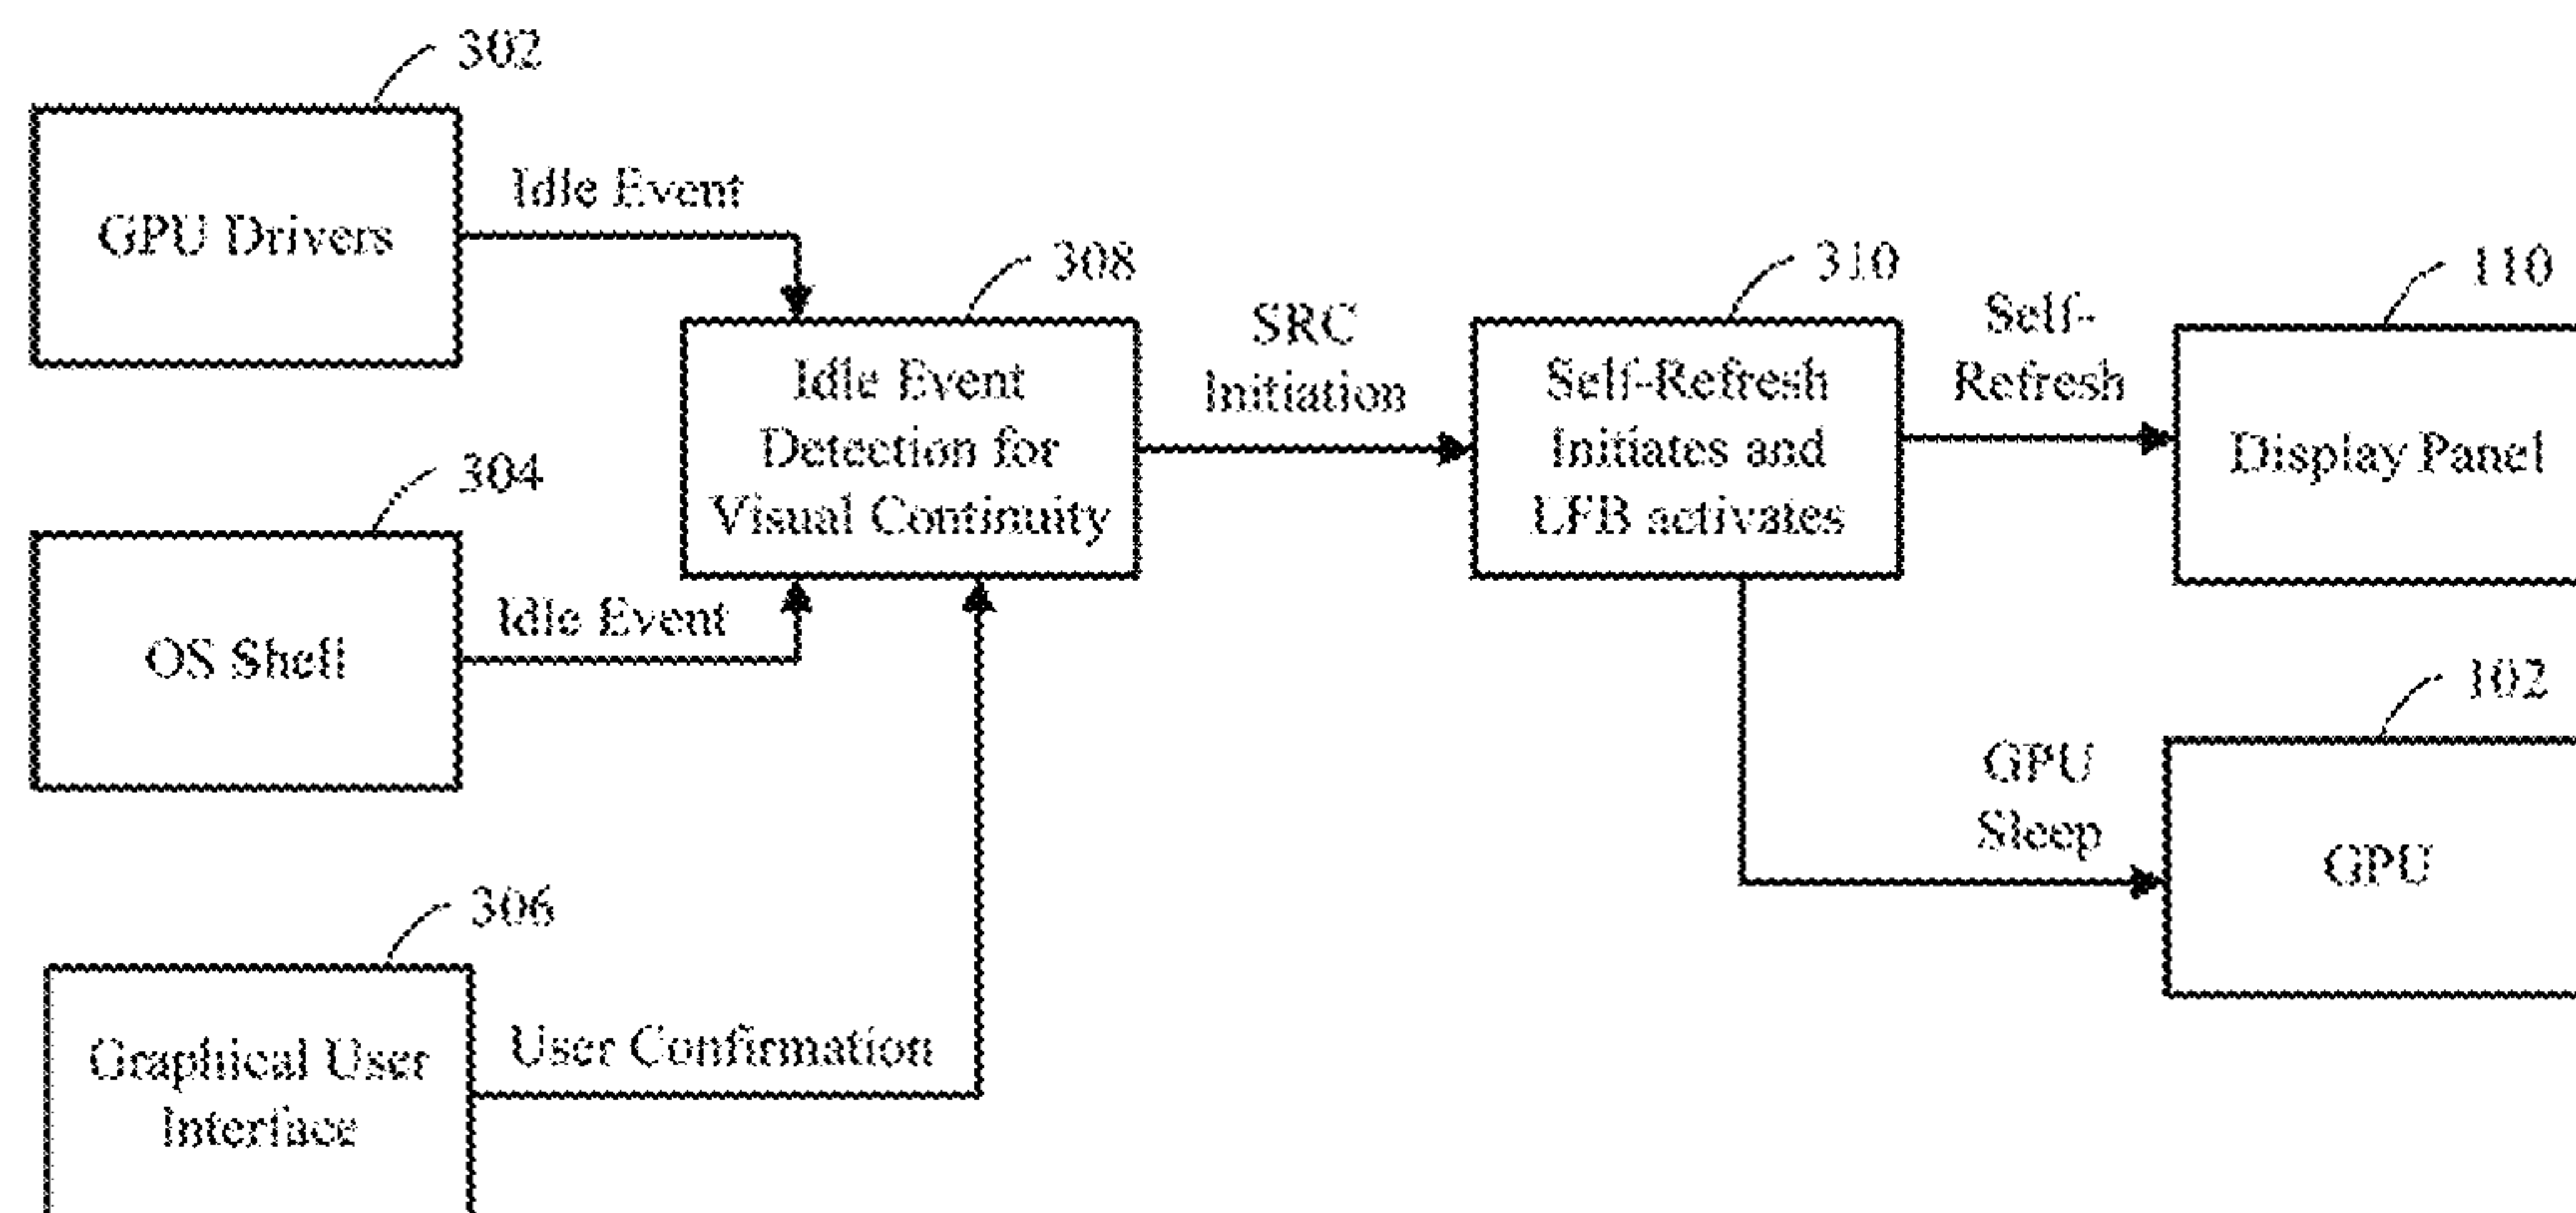 302
GPU Drivers
Idle Event
308
Idle Event
Detection for
Visual Continuity
SRC
Initiation
310
Self-Refresh
Initiates and
LFB activates
Self-
Refresh
110
Display Panel
304
OS Shell
Idle Event
102
GPU
Sleep
GPU
306
Graphical User
Interface
User Confirmation